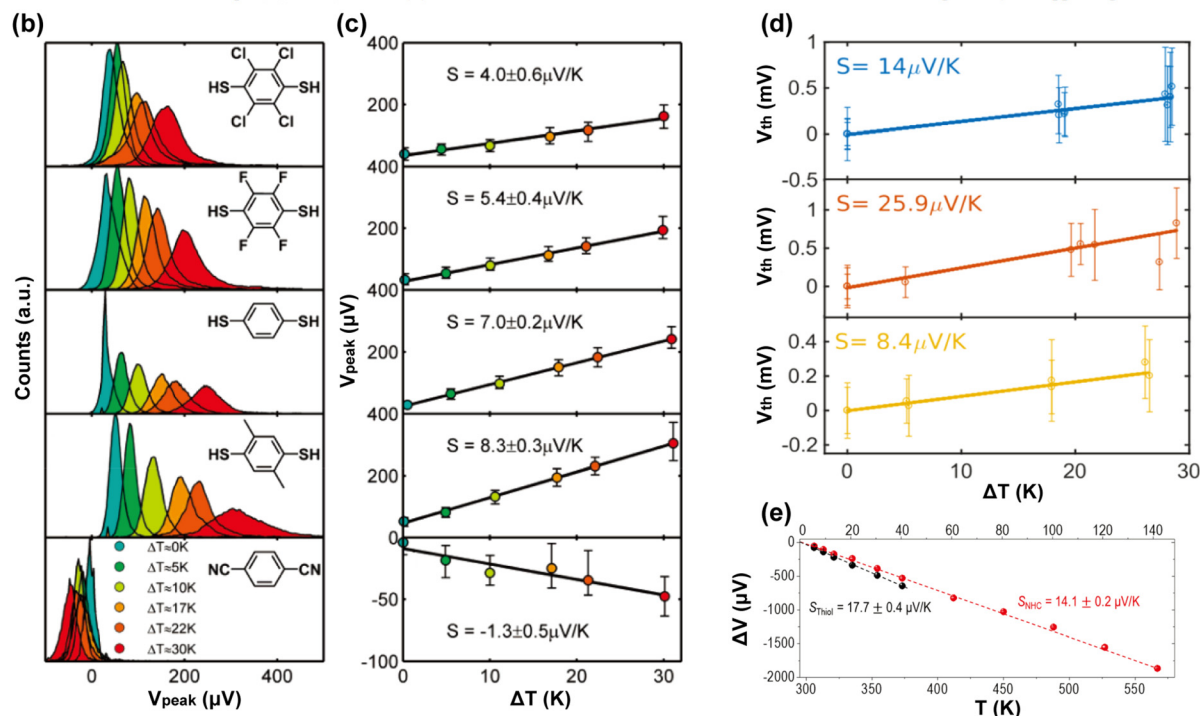 (b)
Cl Cl
HS SH
Cl Cl
F F
HS SH
F F
HS SH
HS SH
NC CN
ΔT≈0K
ΔT≈5K
ΔT≈10K
ΔT≈17K
ΔT≈22K
ΔT≈30K
Counts (a.u.)
0 200 400
Vpeak (μV)
(c)
400
S = 4.0±0.6μV/K
200
400
S = 5.4±0.4μV/K
200
400
S = 7.0±0.2μV/K
200
400
S = 8.3±0.3μV/K
200
0
-50
S = -1.3±0.5μV/K
-100
Vpeak (μV)
0 10 20 30
ΔT (K)
(d)
1
S= 14μV/K
0
-0.5
Vth (mV)
1
S= 25.9μV/K
0.5
0
Vth (mV)
S= 8.4μV/K
0.4
0.2
0
-0.2
Vth (mV)
0 10 20 30
ΔT (K)
(e)
0 20 40 60 80 100 120 140
0
-500
-1000
-1500
-2000
ΔV (μV)
SThiol = 17.7 ± 0.4 μV/K
SNHC = 14.1 ± 0.2 μV/K
300 350 400 450 500 550
T (K)